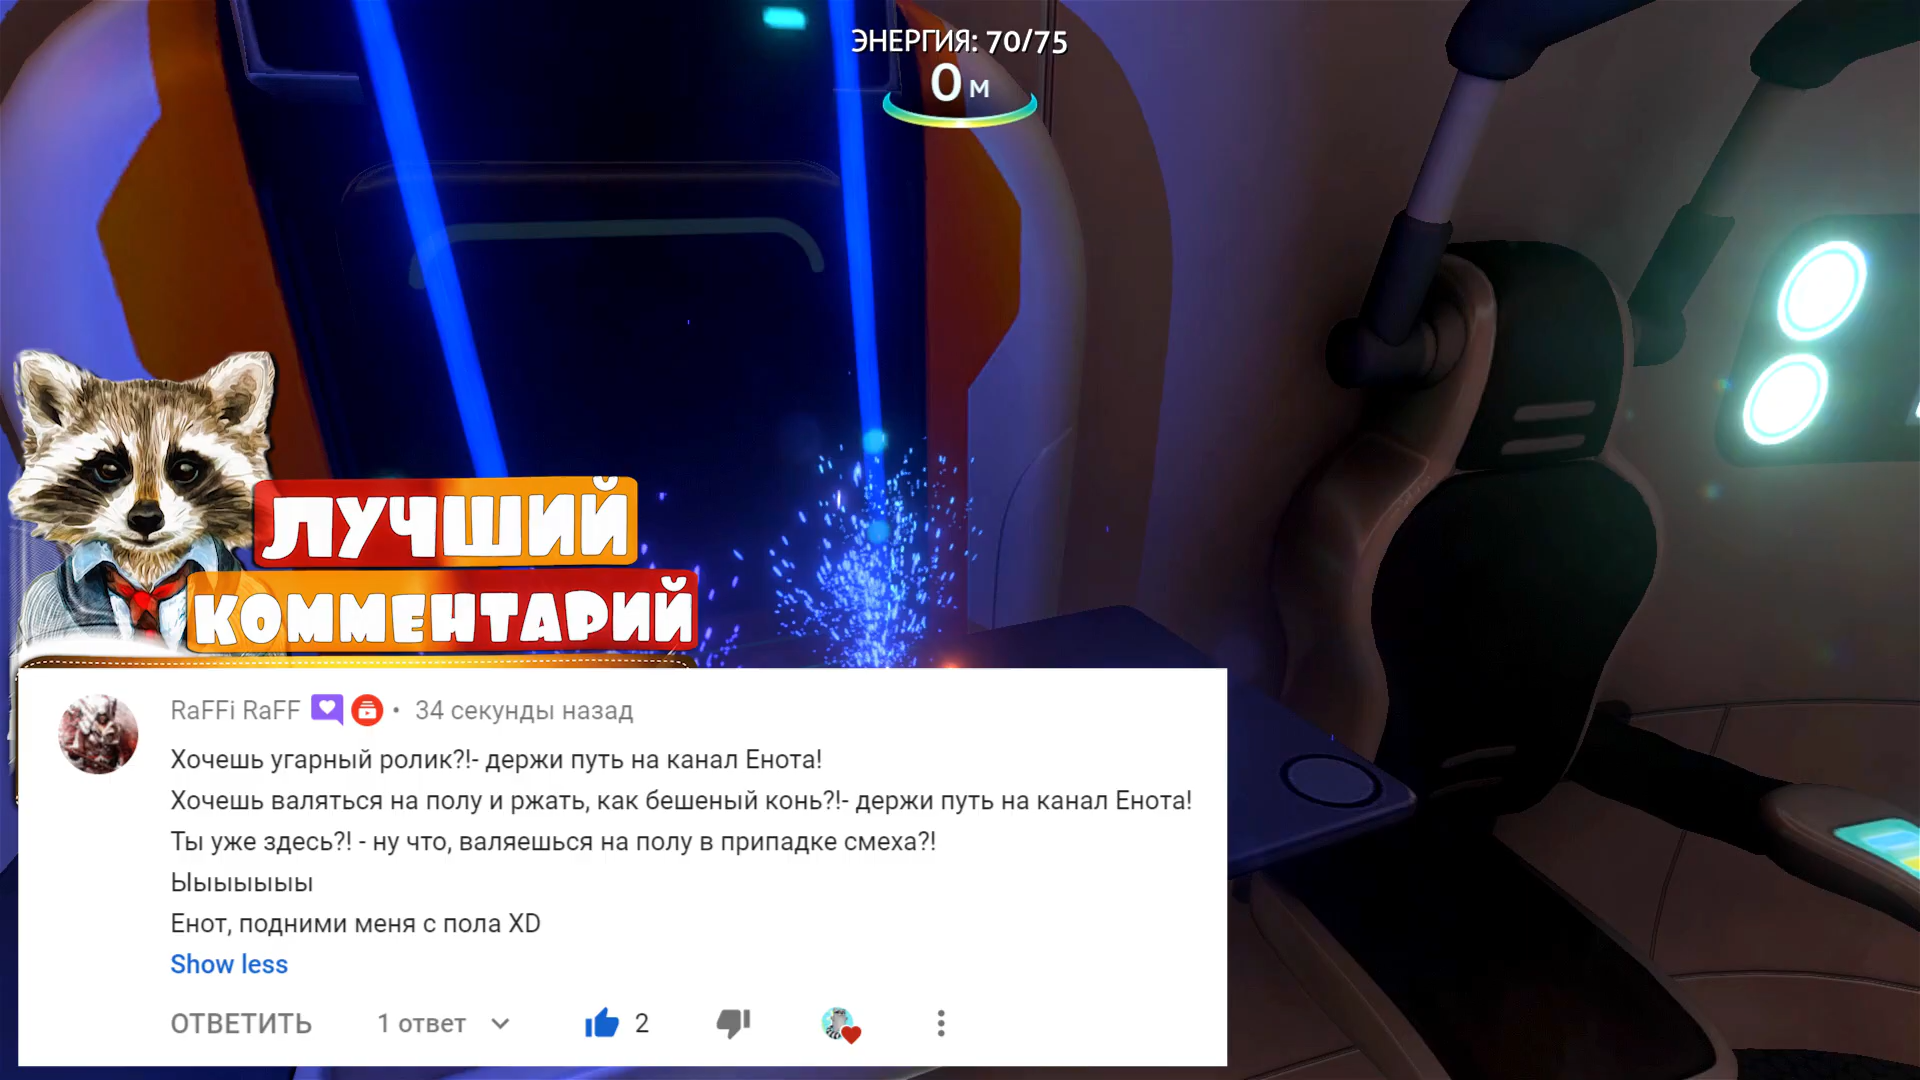 ЭНЕРГИЯ: 70/75
0 м
ЛУЧШИЙ
КОММЕНТАРИЙ
RaFFi RaFF • 34 секунды назад
Хочешь угарный ролик?!- держи путь на канал Енота!
Хочешь валяться на полу и ржать, как бешеный конь?!- держи путь на канал Енота!
Ты уже здесь?! - ну что, валяешься на полу в припадке смеха?!
Ыыыыыыы
Енот, подними меня с пола XD
Show less
ОТВЕТИТЬ 1 ответ 2